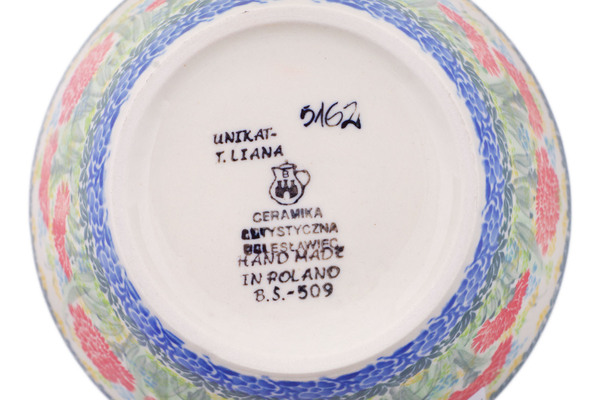 5162
UNIKAT-
T. LIANA
B
CERAMIKA
ARTYSTYCZNA
BOLESŁAWIEC
HAND MADE
IN POLAND
B.S.-509